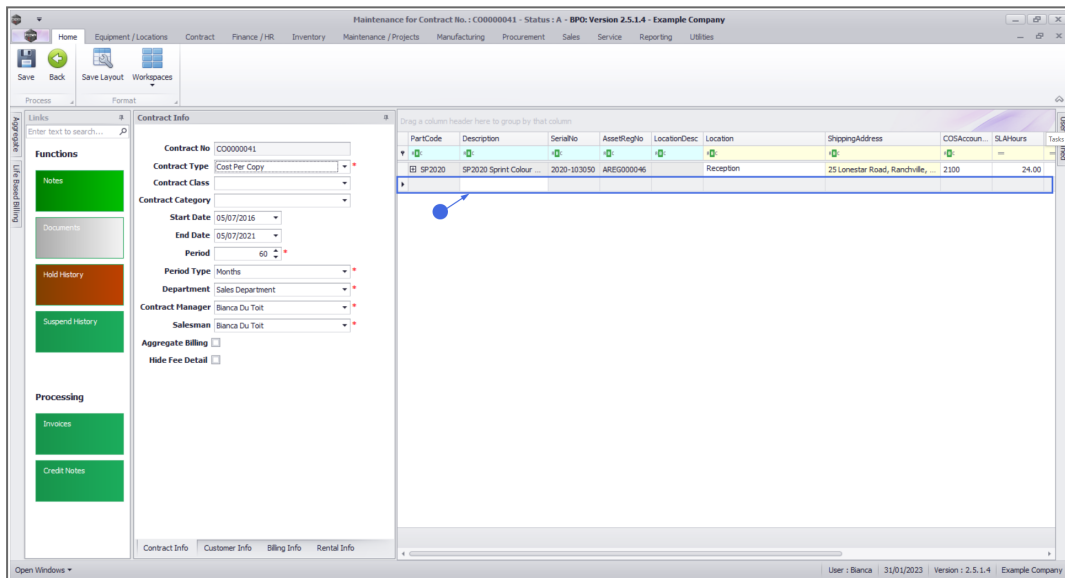 Maintenance for Contract No. : CO0000041 - Status : A - BPO: Version 2.5.1.4 - Example Company
Home Equipment / Locations Contract Finance / HR Inventory Maintenance / Projects Manufacturing Procurement Sales Service Reporting Utilities
Save Back Save Layout Workspaces
Process Format
Aggregate
Life Based Billing
Links
Enter text to search...
Functions
Notes
Documents
Hold History
Suspend History
Processing
Invoices
Credit Notes
Contract Info
Contract No CO0000041
Contract Type Cost Per Copy *
Contract Class
Contract Category
Start Date 05/07/2016
End Date 05/07/2021
Period 60 *
Period Type Months *
Department Sales Department *
Contract Manager Bianca Du Toit *
Salesman Bianca Du Toit *
Aggregate Billing
Hide Fee Detail
Contract Info Customer Info Billing Info Rental Info
Drag a column header here to group by that column
PartCode Description SerialNo AssetRegNo LocationDesc Location ShippingAddress COSAccoun... SLAHours
SP2020 SP2020 Sprint Colour ... 2020-103050 AREG000046 Reception 25 Lonestar Road, Ranchville, ... 2100 24.00
Tasks
Open Windows User : Bianca 31/01/2023 Version : 2.5.1.4 Example Company